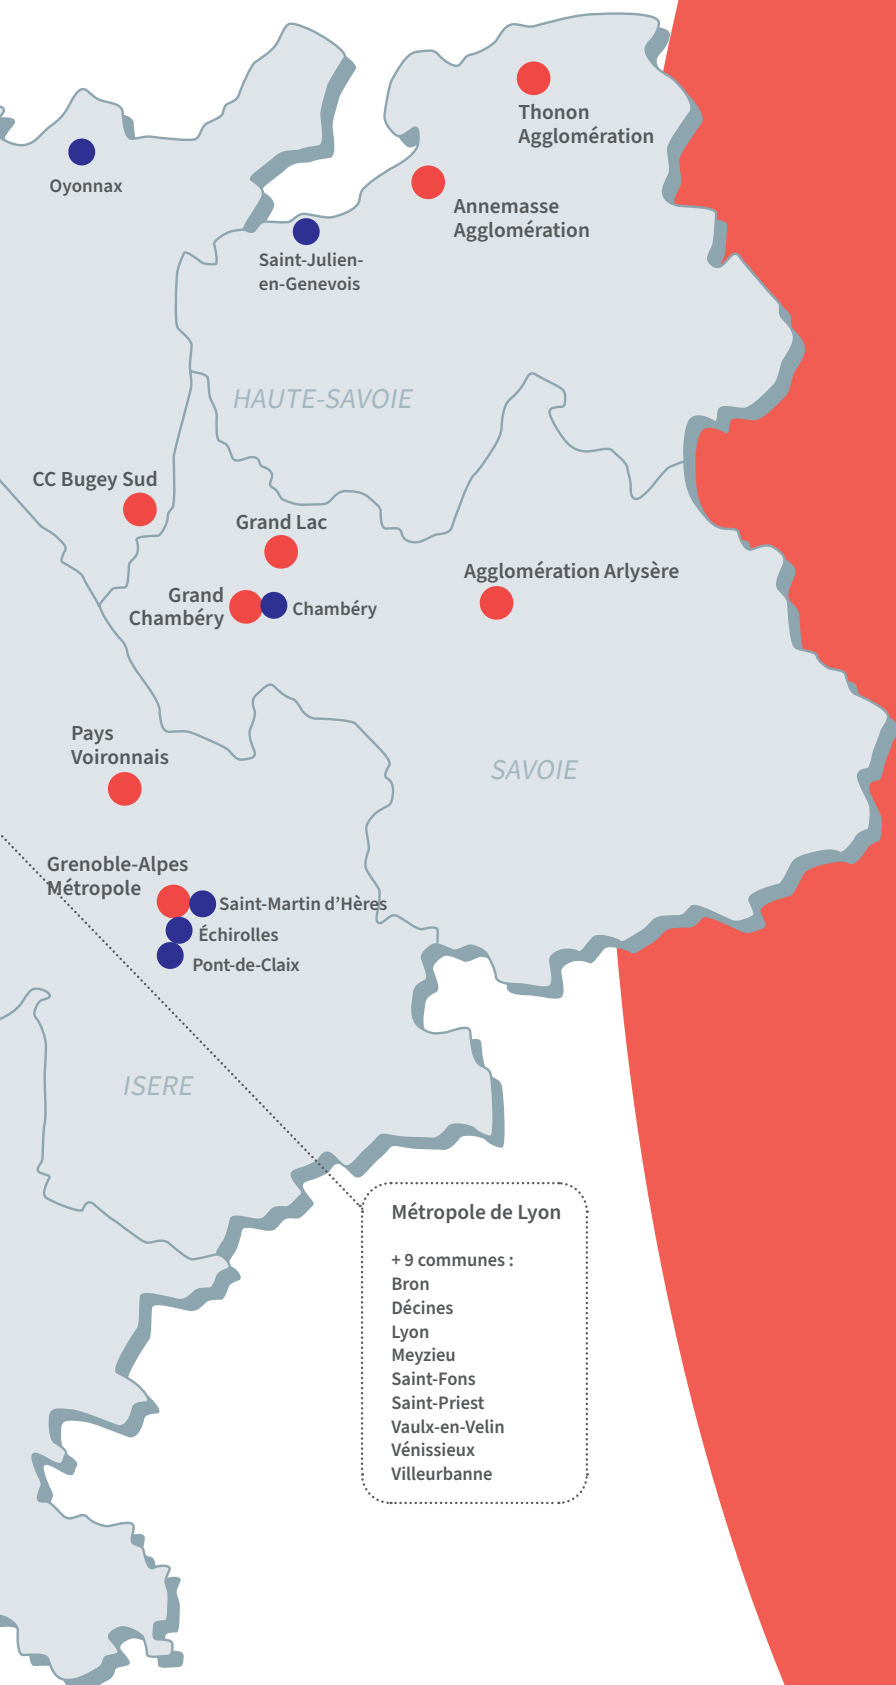 Thonon
Agglomération
Oyonnax
Annemasse
Agglomération
Saint-Julien-
en-Genevois
HAUTE-SAVOIE
CC Bugey Sud
Grand Lac
Agglomération Arlysère
Grand
Chambéry
Chambéry
Pays
Voironnais
SAVOIE
Grenoble-Alpes
Métropole
Saint-Martin d’Hères
Échirolles
Pont-de-Claix
ISERE
Métropole de Lyon
+ 9 communes :
Bron
Décines
Lyon
Meyzieu
Saint-Fons
Saint-Priest
Vaulx-en-Velin
Vénissieux
Villeurbanne